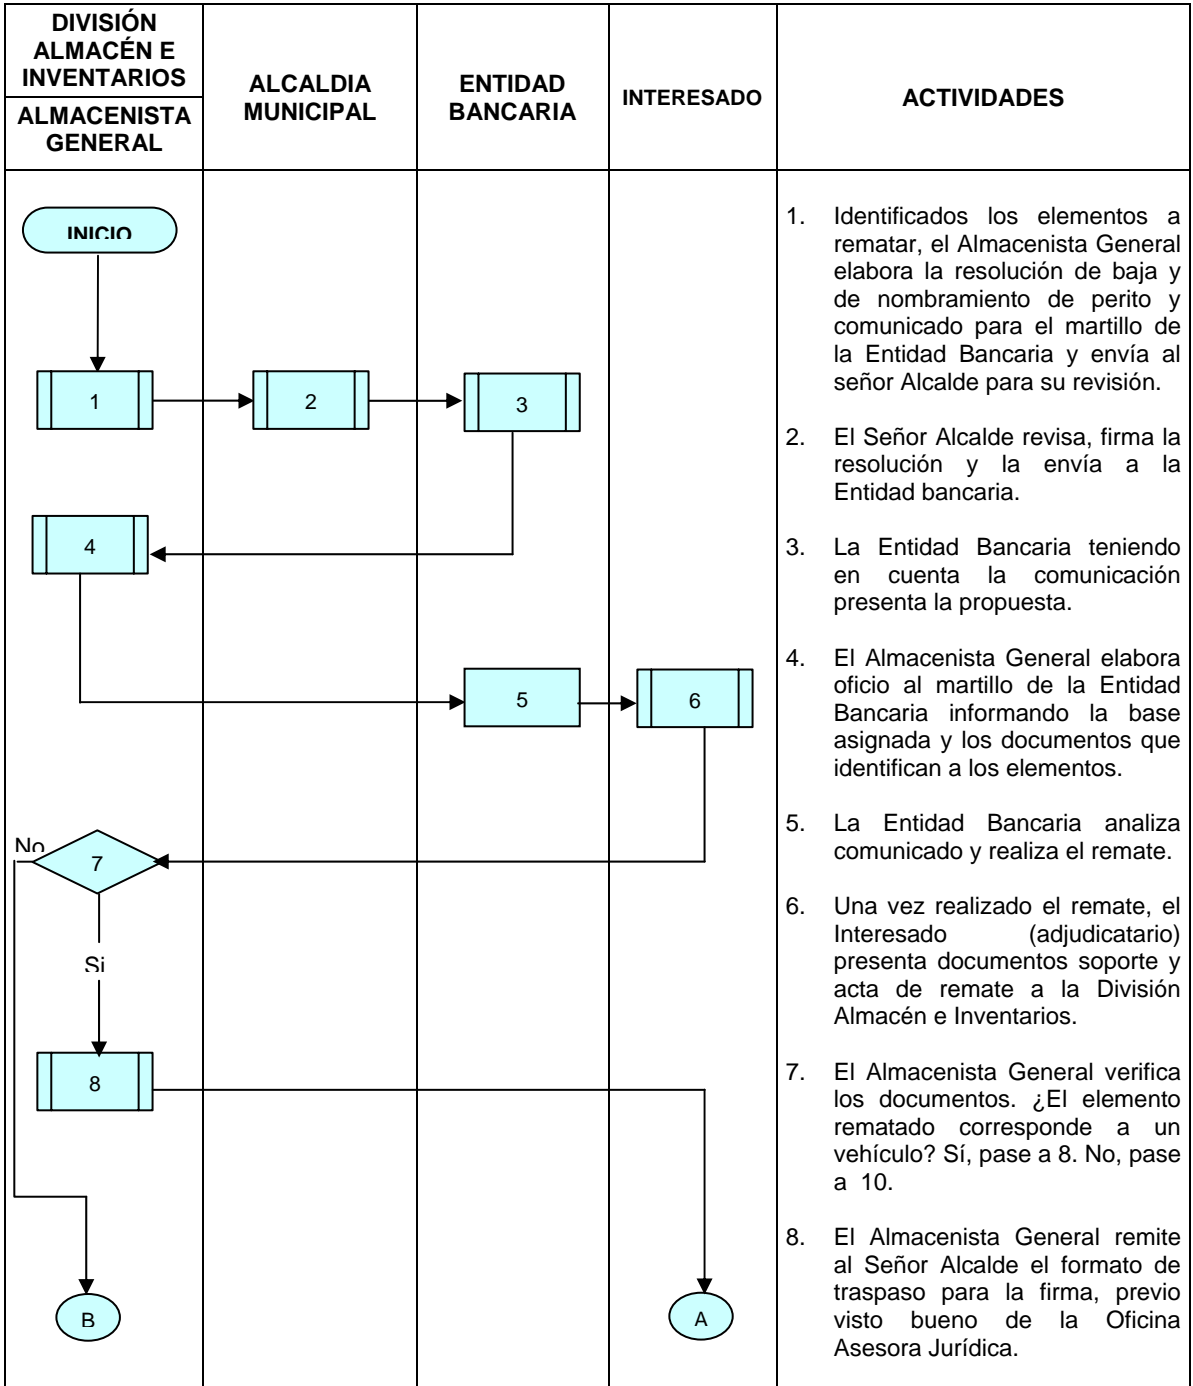 DIVISIÓN
ALMACÉN E
INVENTARIOS
ALMACENISTA
GENERAL
ALCALDIA
MUNICIPAL
ENTIDAD
BANCARIA
INTERESADO
ACTIVIDADES
INICIO
1
2
3
4
5
6
No
7
Si
8
B
A
1. Identificados los elementos a
rematar, el Almacenista General
elabora la resolución de baja y
de nombramiento de perito y
comunicado para el martillo de
la Entidad Bancaria y envía al
señor Alcalde para su revisión.
2. El Señor Alcalde revisa, firma la
resolución y la envía a la
Entidad bancaria.
3. La Entidad Bancaria teniendo
en cuenta la comunicación
presenta la propuesta.
4. El Almacenista General elabora
oficio al martillo de la Entidad
Bancaria informando la base
asignada y los documentos que
identifican a los elementos.
5. La Entidad Bancaria analiza
comunicado y realiza el remate.
6. Una vez realizado el remate, el
Interesado (adjudicatario)
presenta documentos soporte y
acta de remate a la División
Almacén e Inventarios.
7. El Almacenista General verifica
los documentos. ¿El elemento
rematado corresponde a un
vehículo? Sí, pase a 8. No, pase
a 10.
8. El Almacenista General remite
al Señor Alcalde el formato de
traspaso para la firma, previo
visto bueno de la Oficina
Asesora Jurídica.